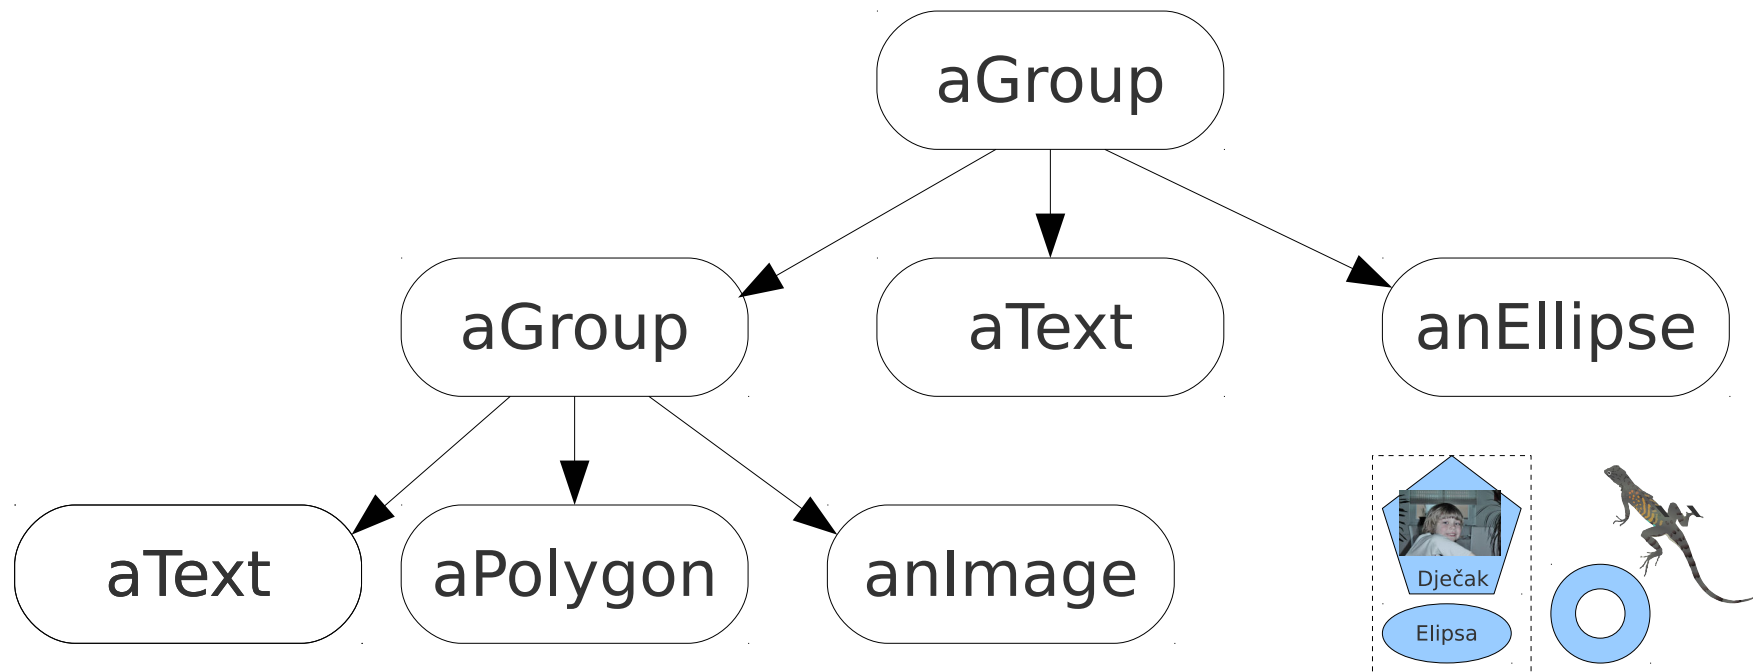 aGroup
aGroup
aText
anEllipse
aText
aPolygon
anImage
Dječak
Elipsa